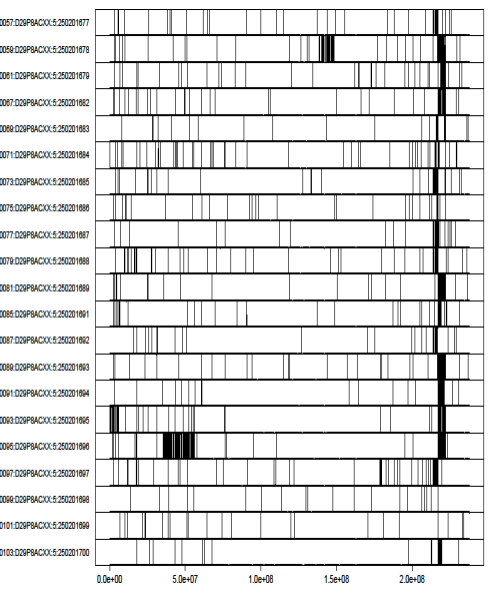 0057:D29P8ACXX:5:250201677
0059:D29P8ACXX:5:250201678
0061:D29P8ACXX:5:250201679
0067:D29P8ACXX:5:250201682
0069:D29P8ACXX:5:250201683
0071:D29P8ACXX:5:250201684
0073:D29P8ACXX:5:250201685
0075:D29P8ACXX:5:250201686
0077:D29P8ACXX:5:250201687
0079:D29P8ACXX:5:250201688
0081:D29P8ACXX:5:250201689
0085:D29P8ACXX:5:250201691
0087:D29P8ACXX:5:250201692
0089:D29P8ACXX:5:250201693
0091:D29P8ACXX:5:250201694
0093:D29P8ACXX:5:250201695
0095:D29P8ACXX:5:250201696
0097:D29P8ACXX:5:250201697
0099:D29P8ACXX:5:250201698
0101:D29P8ACXX:5:250201699
0103:D29P8ACXX:5:250201700
0.0e+00 5.0e+07 1.0e+08 1.5e+08 2.0e+08